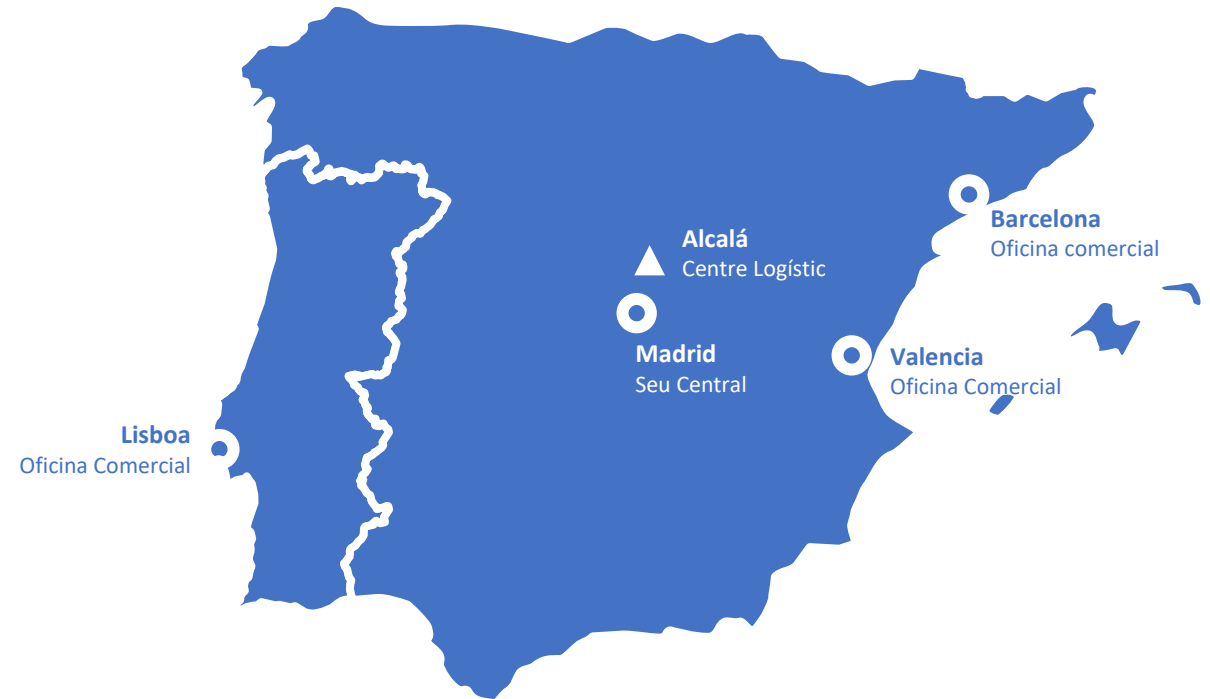 Barcelona
Oficina comercial
Alcalá
Centre Logístic
Madrid
Seu Central
Valencia
Oficina Comercial
Lisboa
Oficina Comercial